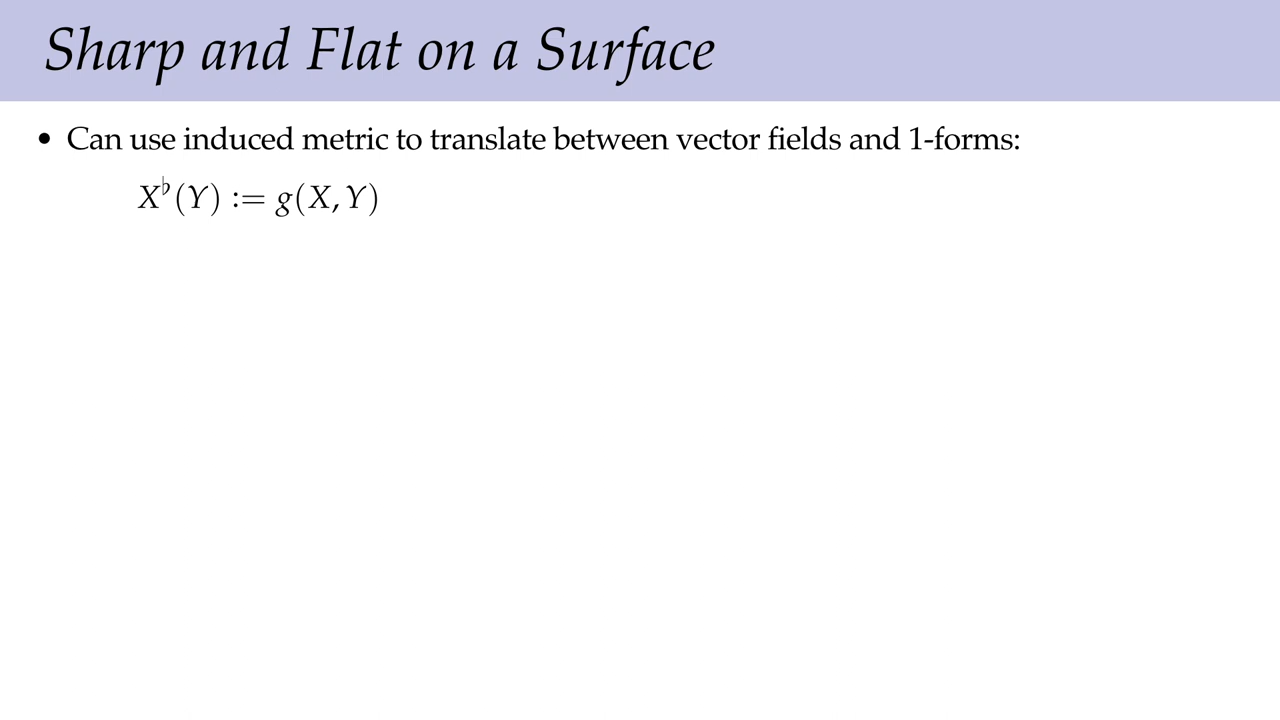 Sharp and Flat on a Surface
• Can use induced metric to translate between vector fields and 1-forms:
X♭(Y) := g(X, Y)